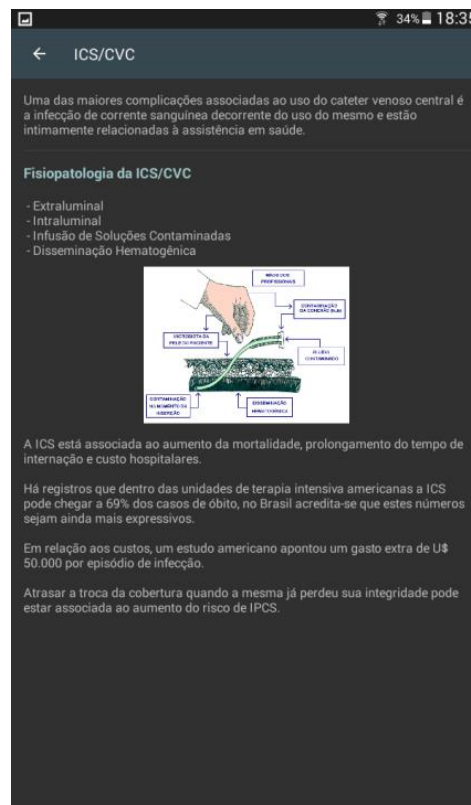 34% 18:35
ICS/CVC
Uma das maiores complicações associadas ao uso do cateter venoso central é
a infecção de corrente sanguínea decorrente do uso do mesmo e estão
intimamente relacionadas à assistência em saúde.
Fisiopatologia da ICS/CVC
- Extraluminal
- Intraluminal
- Infusão de Soluções Contaminadas
- Disseminação Hematogênica
MÃOS DOS
PROFISSIONAIS
CONTAMINAÇÃO
DA CONEXÃO
MICROBIOTA DA
PELE DO PACIENTE
FLUÍDO
CONTAMINADO
CONTAMINAÇÃO
NO MOMENTO DA
INSERÇÃO
DISSEMINAÇÃO
HEMATOGÊNICA
A ICS está associada ao aumento da mortalidade, prolongamento do tempo de
internação e custo hospitalares.
Há registros que dentro das unidades de terapia intensiva americanas a ICS
pode chegar a 69% dos casos de óbito, no Brasil acredita-se que estes números
sejam ainda mais expressivos.
Em relação aos custos, um estudo americano apontou um gasto extra de U$
50.000 por episódio de infecção.
Atrasar a troca da cobertura quando a mesma já perdeu sua integridade pode
estar associada ao aumento do risco de IPCS.